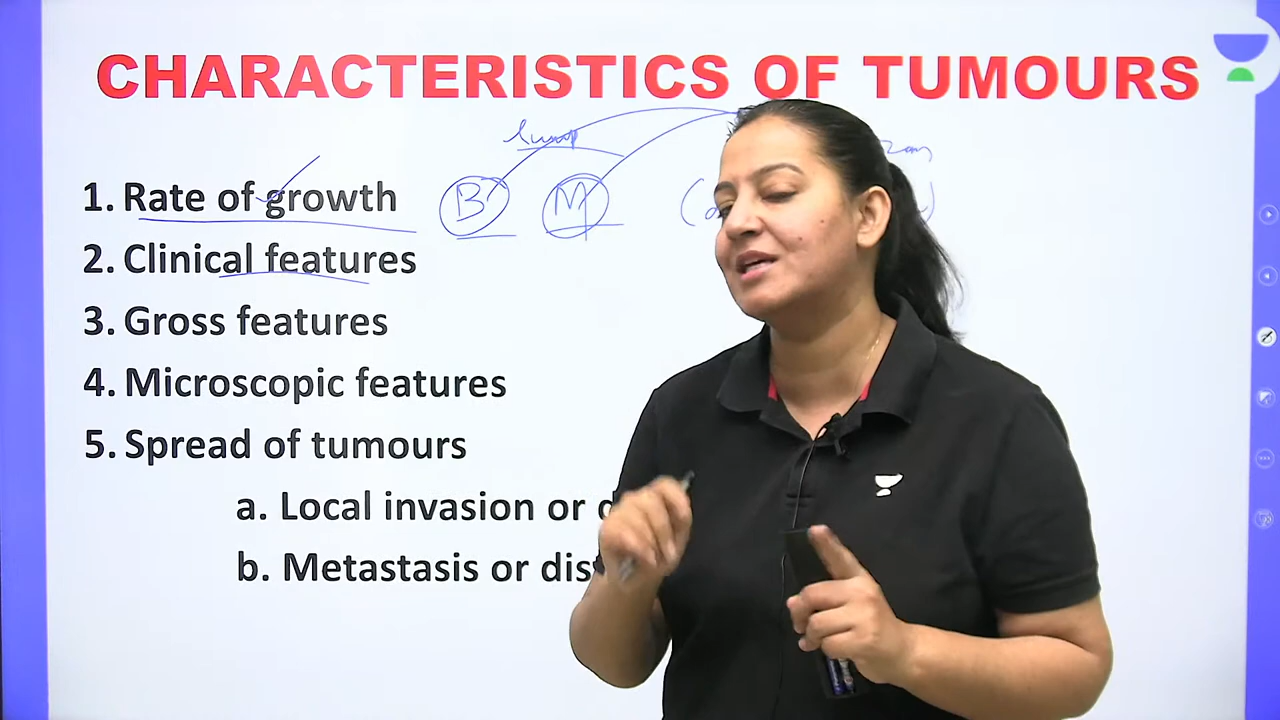 CHARACTERISTICS OF TUMOURS
lump
1. Rate of growth B M
2. Clinical features
3. Gross features
4. Microscopic features
5. Spread of tumours
a. Local invasion or
b. Metastasis or